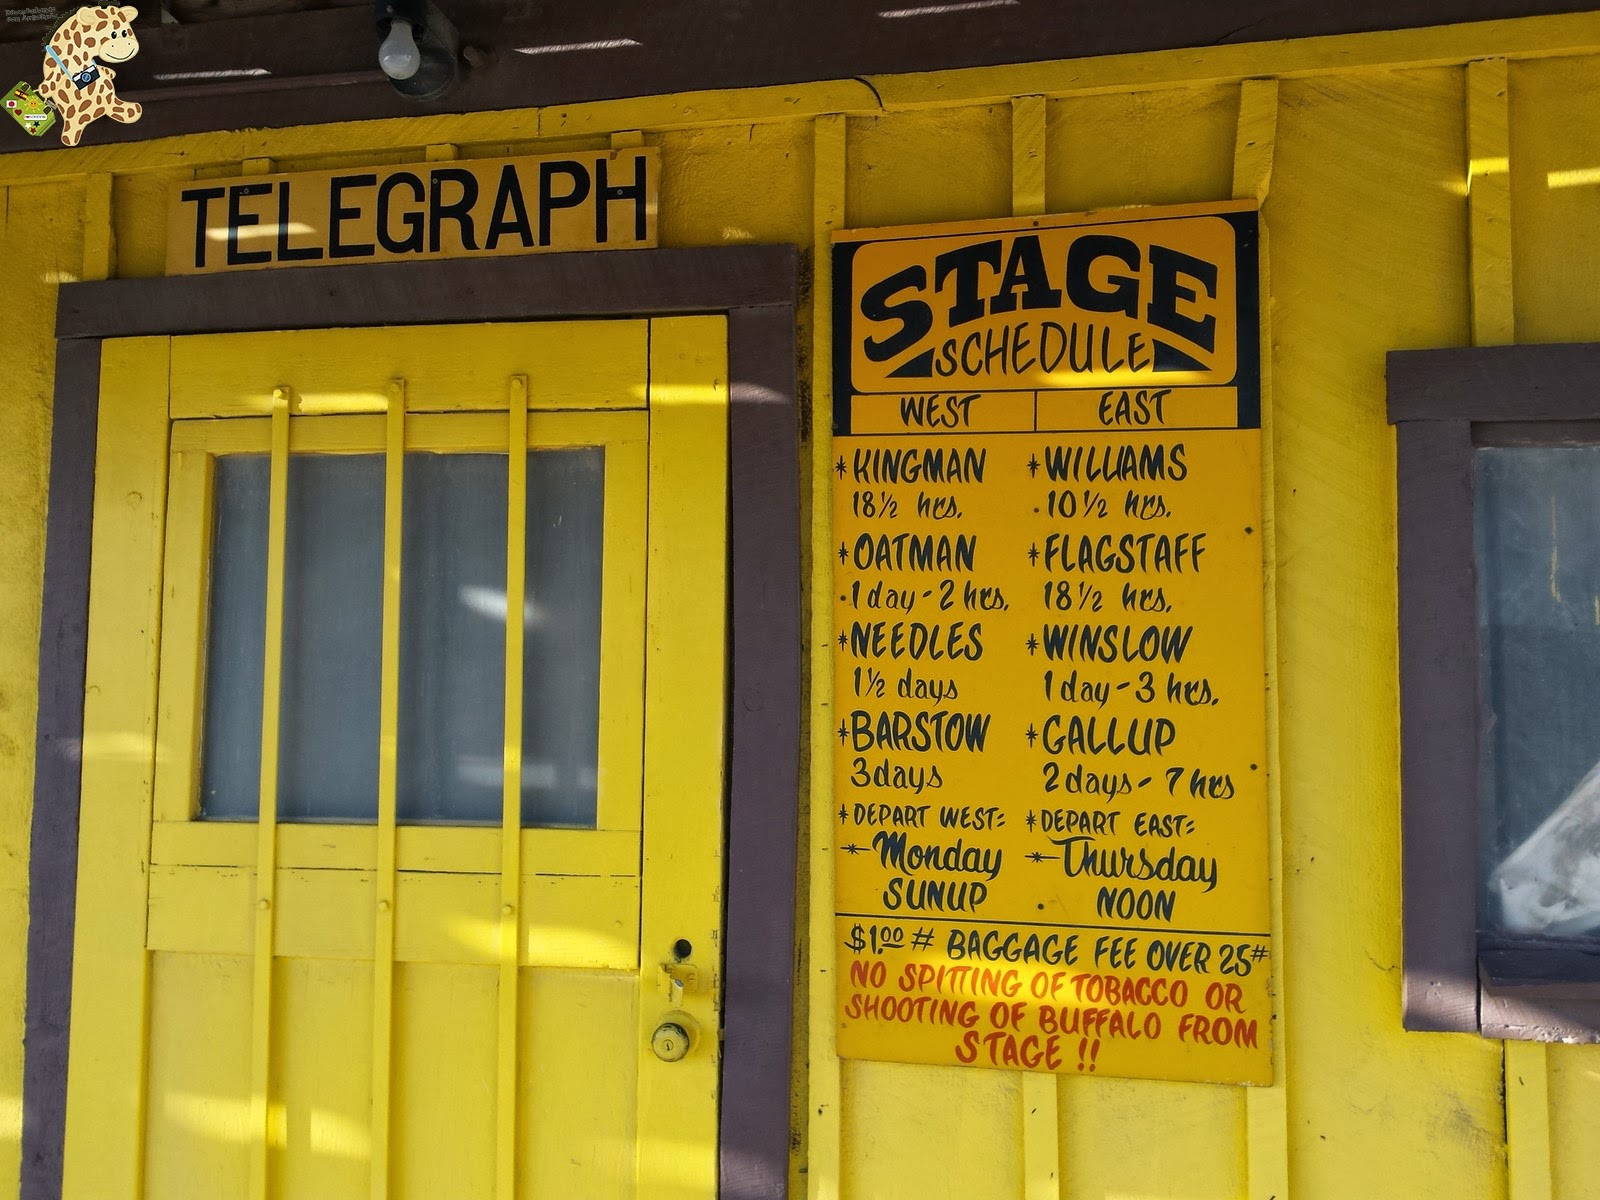 TELEGRAPH
STAGE
SCHEDULE
WEST
EAST
*KINGMAN
18½ hrs.
*OATMAN
1 day - 2 hrs.
*NEEDLES
1½ days
*BARSTOW
3 days
*DEPART WEST:
*Monday
SUNUP
*WILLIAMS
10½ hrs.
*FLAGSTAFF
18½ hrs.
*WINSLOW
1 day - 3 hrs.
*GALLUP
2 days - 7 hrs
*DEPART EAST:
*Thursday
NOON
$1.00 # BAGGAGE FEE OVER 25#
NO SPITTING OF TOBACCO OR
SHOOTING OF BUFFALO FROM
STAGE !!